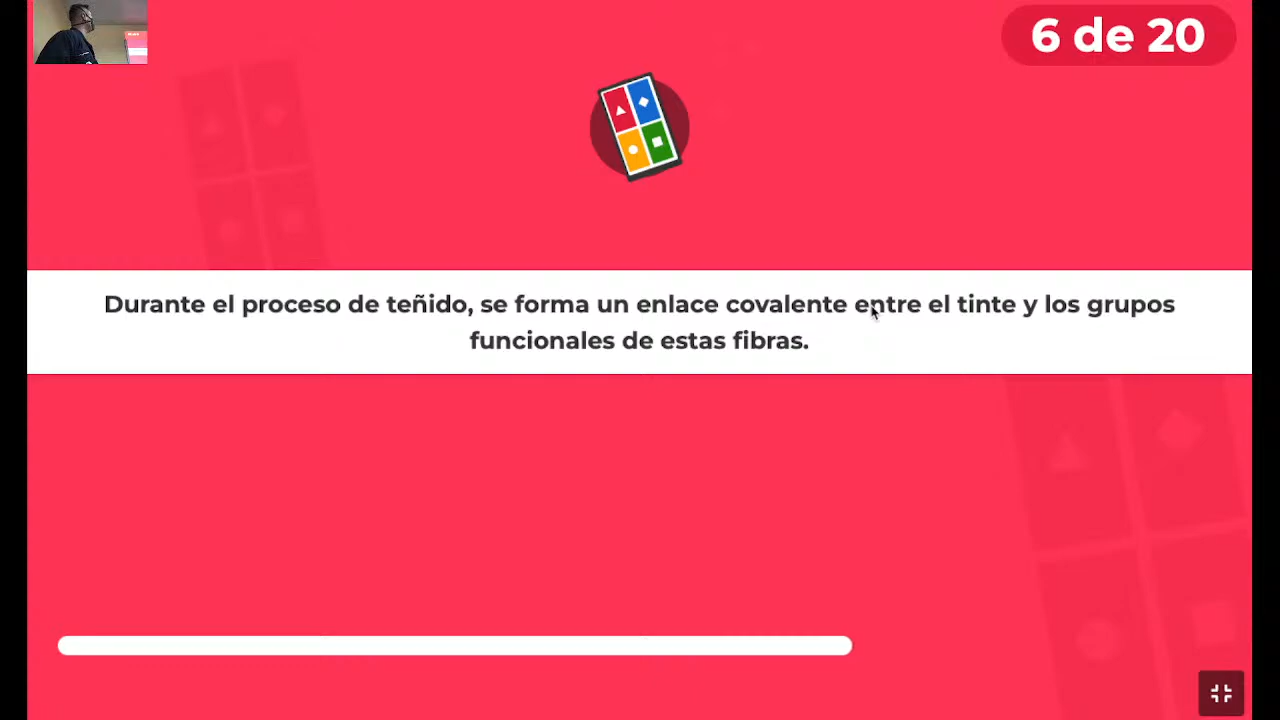 6 de 20
Durante el proceso de teñido, se forma un enlace covalente entre el tinte y los grupos
funcionales de estas fibras.